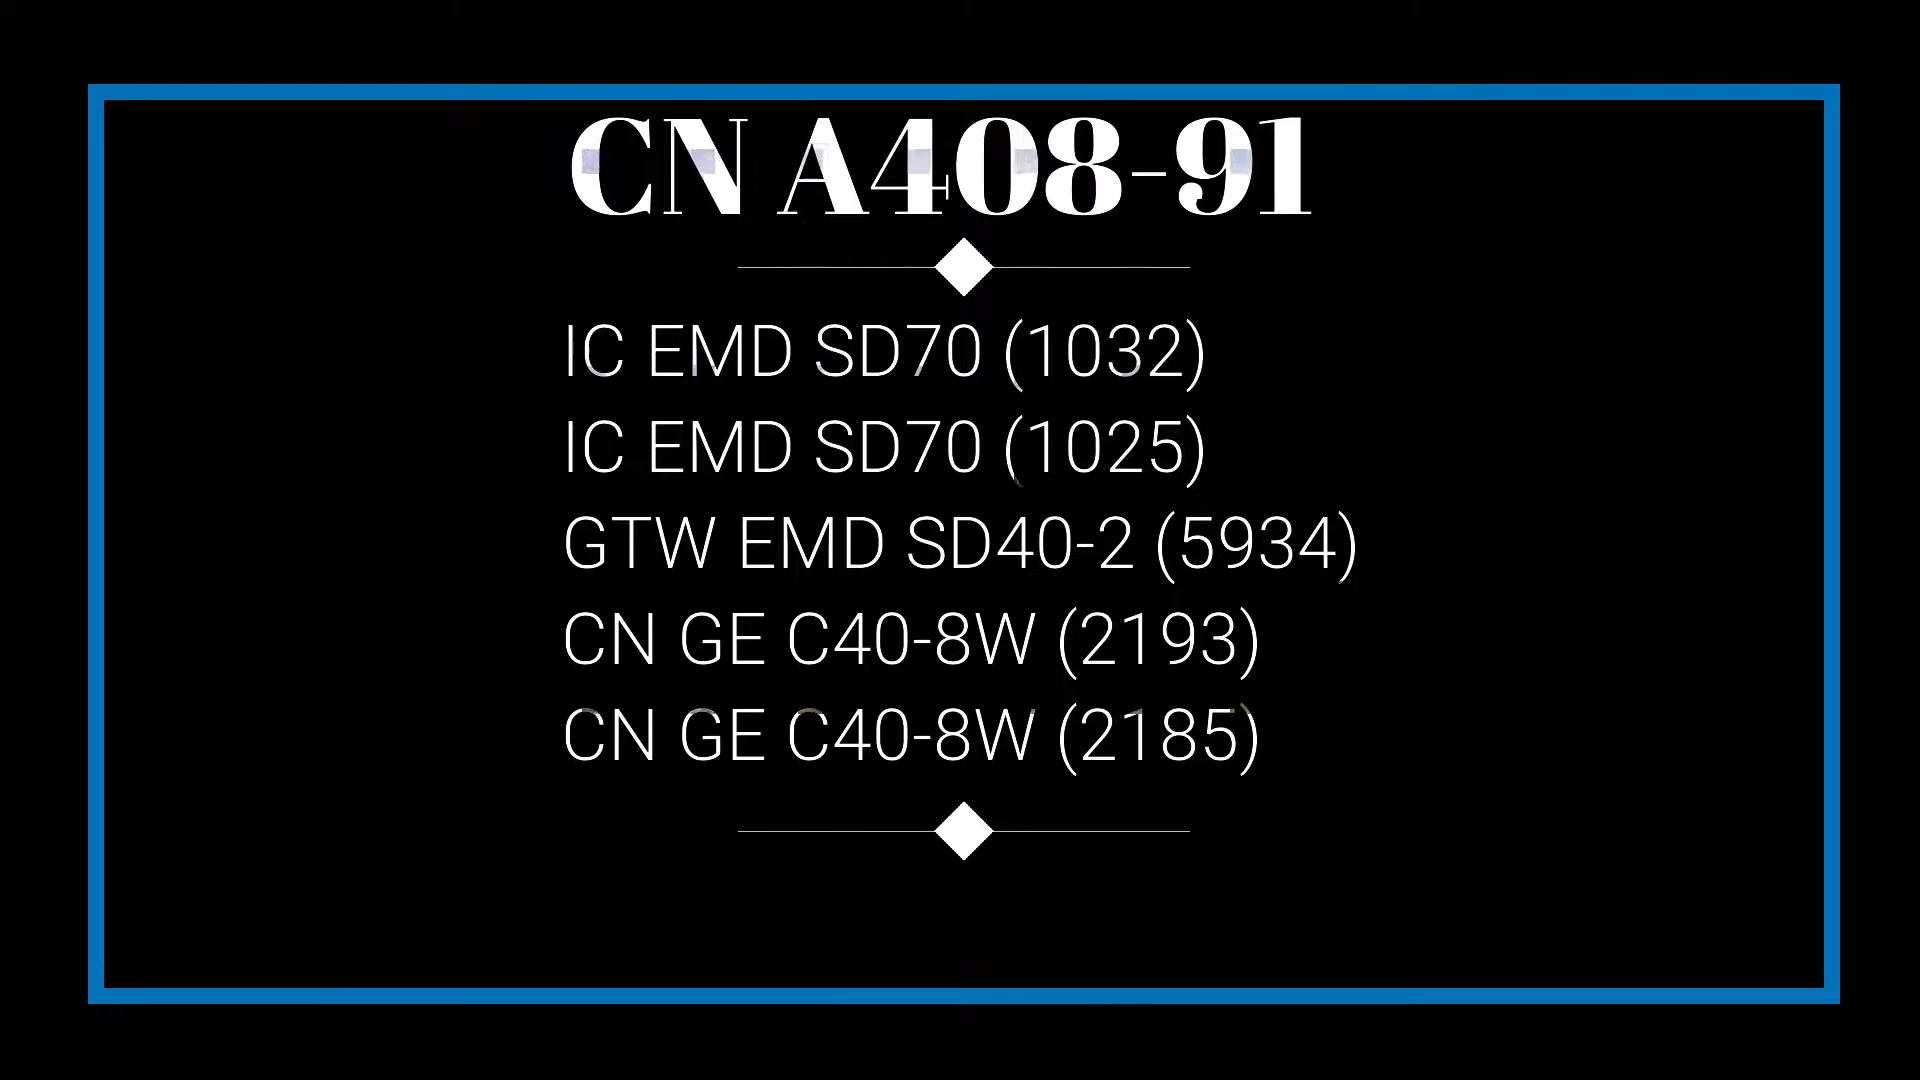 CN A408-91
IC EMD SD70 (1032)
IC EMD SD70 (1025)
GTW EMD SD40-2 (5934)
CN GE C40-8W (2193)
CN GE C40-8W (2185)